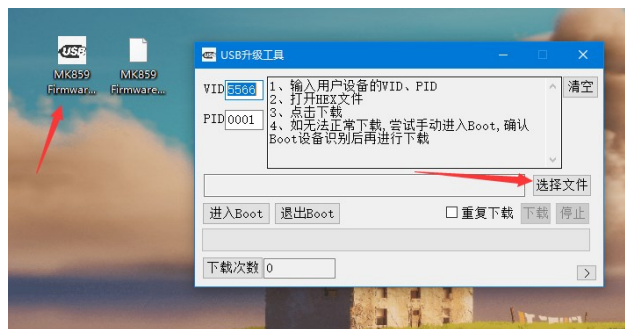 USB
MK859
Firmwar...
MK859
Firmware...
USB升级工具
VID 5566
PID 0001
1、输入用户设备的VID、PID
2、打开HEX文件
3、点击下载
4、如无法正常下载,尝试手动进入Boot,确认
Boot设备识别后再进行下载
清空
选择文件
进入Boot 退出Boot 重复下载 下载 停止
下载次数 0
>